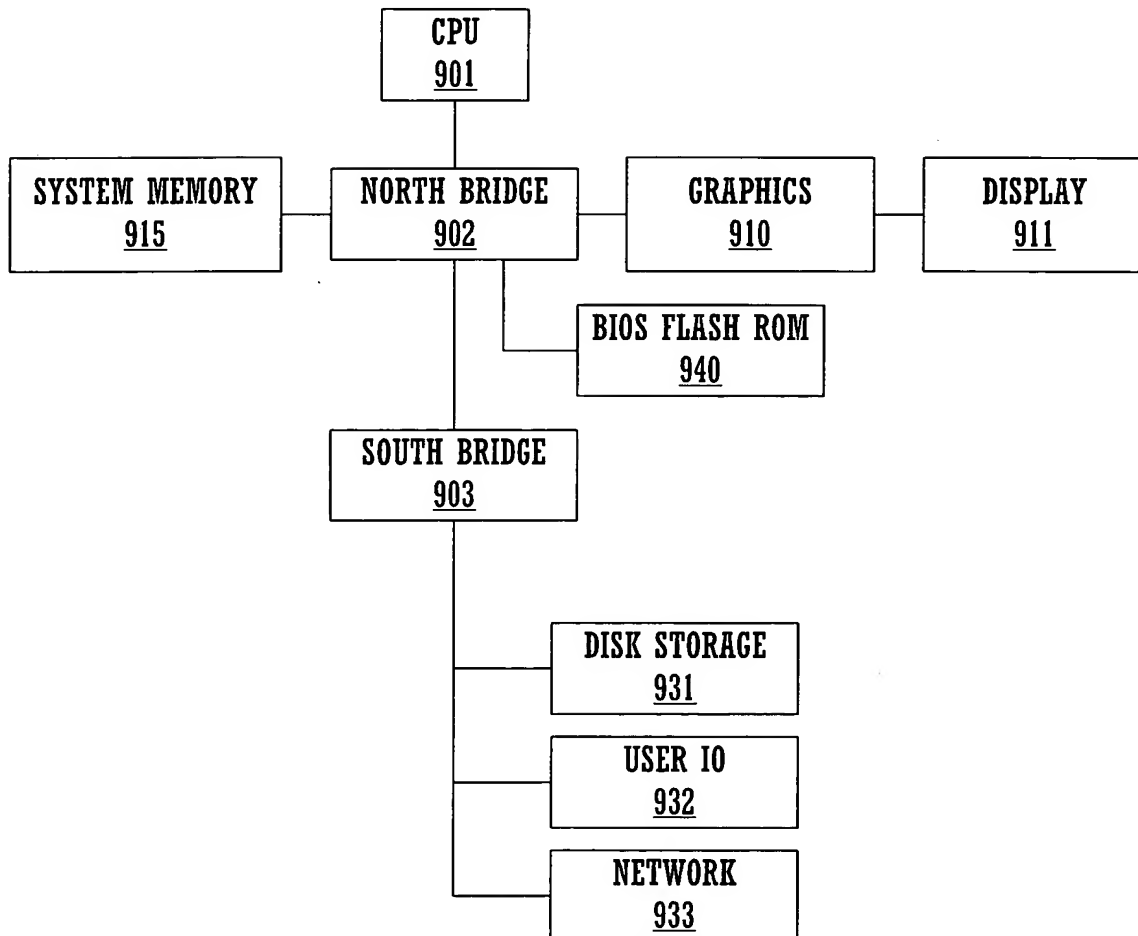 CPU
901
SYSTEM MEMORY
915
NORTH BRIDGE
902
GRAPHICS
910
DISPLAY
911
BIOS FLASH ROM
940
SOUTH BRIDGE
903
DISK STORAGE
931
USER IO
932
NETWORK
933